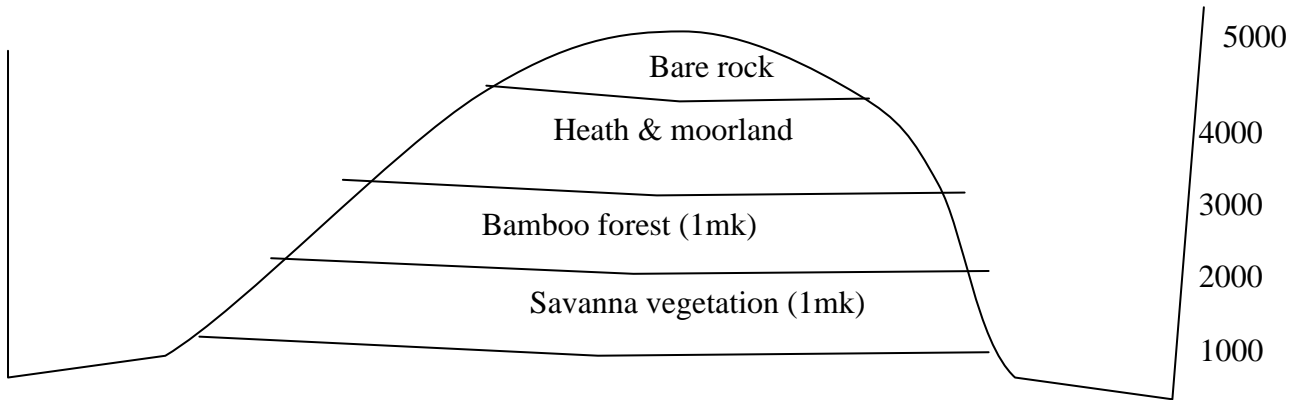 5000
Bare rock
Heath & moorland
4000
3000
Bamboo forest (1mk)
2000
Savanna vegetation (1mk)
1000